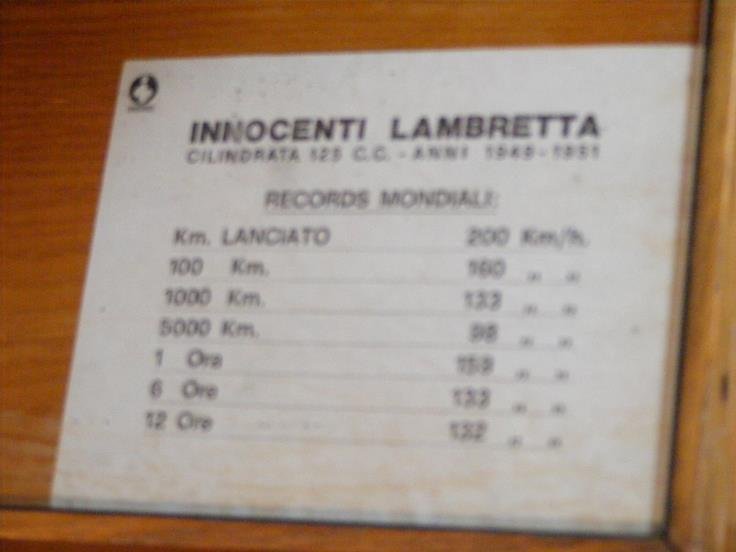 INNOCENTI LAMBRETTA
CILINDRATA 125 C.C. - ANNI 1949-1951
RECORDS MONDIALI:
Km. LANCIATO 200 Km/h.
100 Km. 160 „ „
1000 Km. 133 „ „
5000 Km. 98 „ „
1 Ora 159 „ „
6 Ore 133 „ „
12 Ore 132 „ „